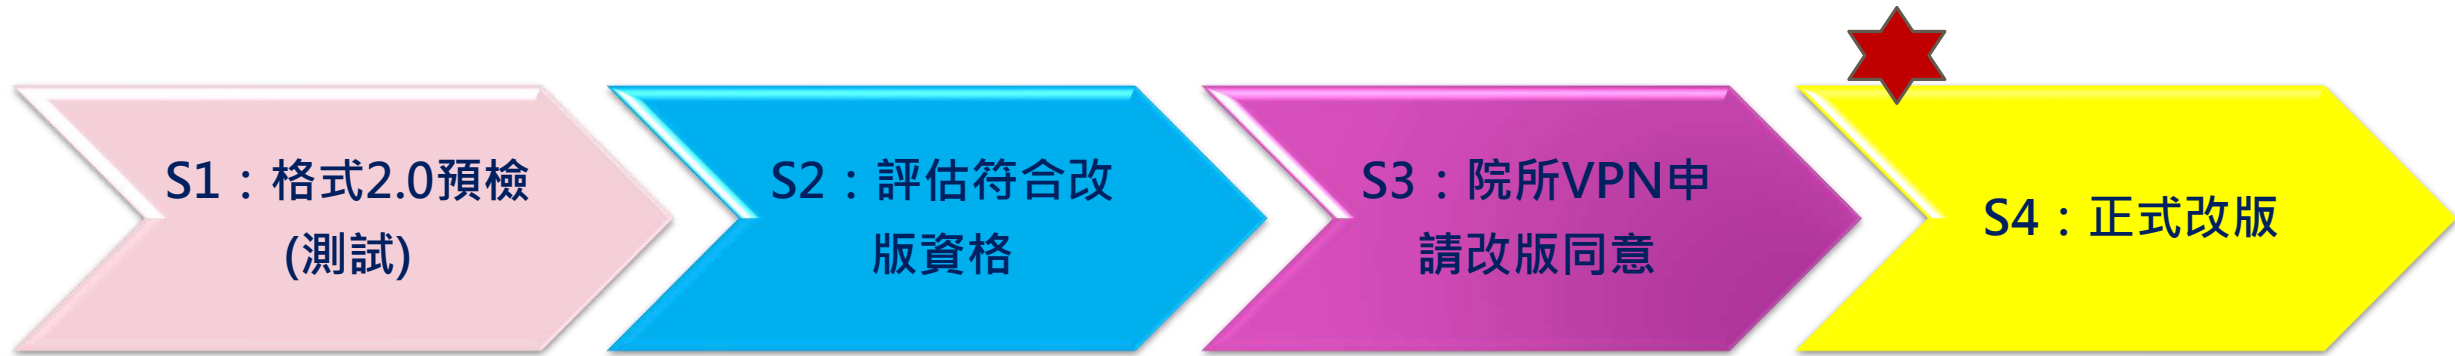 S1：格式2.0預檢
(測試)
S2：評估符合改
版資格
S3：院所VPN申
請改版同意
S4：正式改版